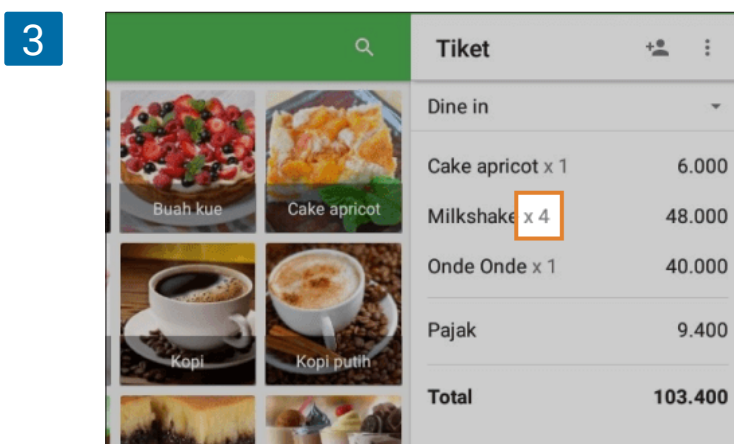 3
Tiket
Dine in
Buah kue
Cake apricot
Kopi
Kopi putih
Cake apricot x 1 6.000
Milkshake x 4 48.000
Onde Onde x 1 40.000
Pajak 9.400
Total 103.400